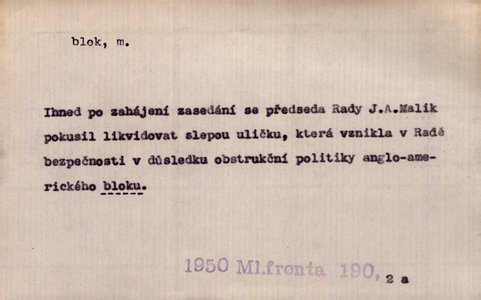 blok, m.
Ihned po zahájení zasedání se předseda Rady J.A.Malik
pokusil likvidovat slepou uličku, která vznikla v Radě
bezpečnosti v důsledku obstrukční politiky anglo-ame-
rického bloku.
1950 Ml.fronta 190, 2 a